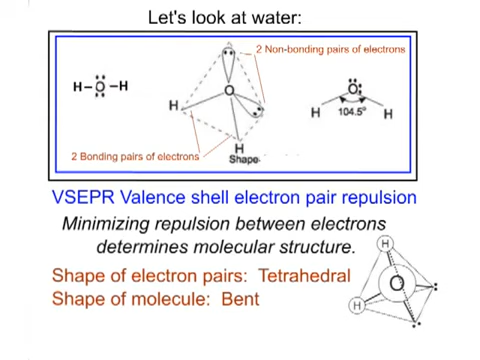 Let's look at water:
2 Non-bonding pairs of electrons
H–O–H
O
H
H
Shape
2 Bonding pairs of electrons
O
H
H
104.5°
VSEPR Valence shell electron pair repulsion
Minimizing repulsion between electrons
determines molecular structure.
Shape of electron pairs: Tetrahedral
Shape of molecule: Bent
H
O
H